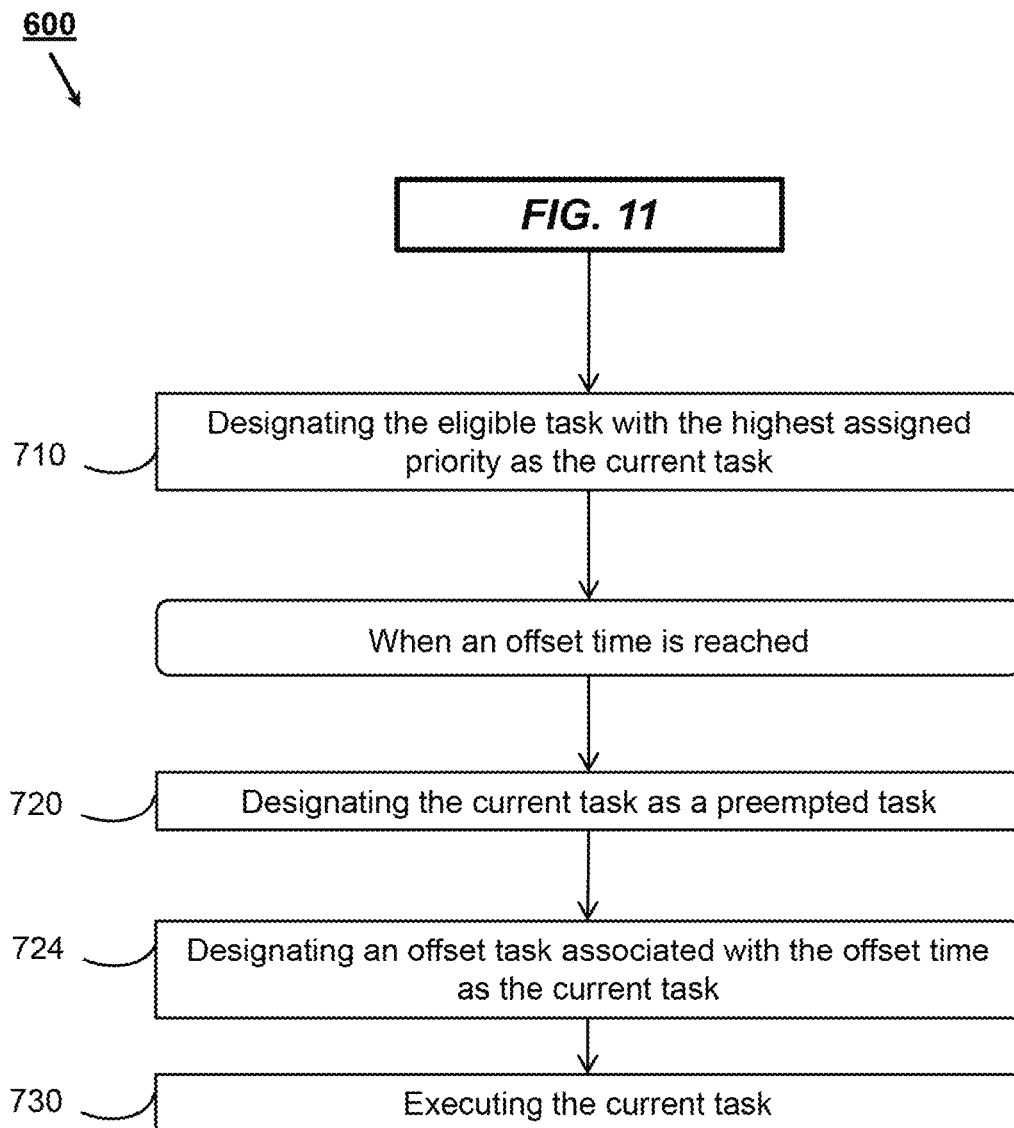 600
FIG. 11
710
Designating the eligible task with the highest assigned
priority as the current task
When an offset time is reached
720
Designating the current task as a preempted task
724
Designating an offset task associated with the offset time
as the current task
730
Executing the current task